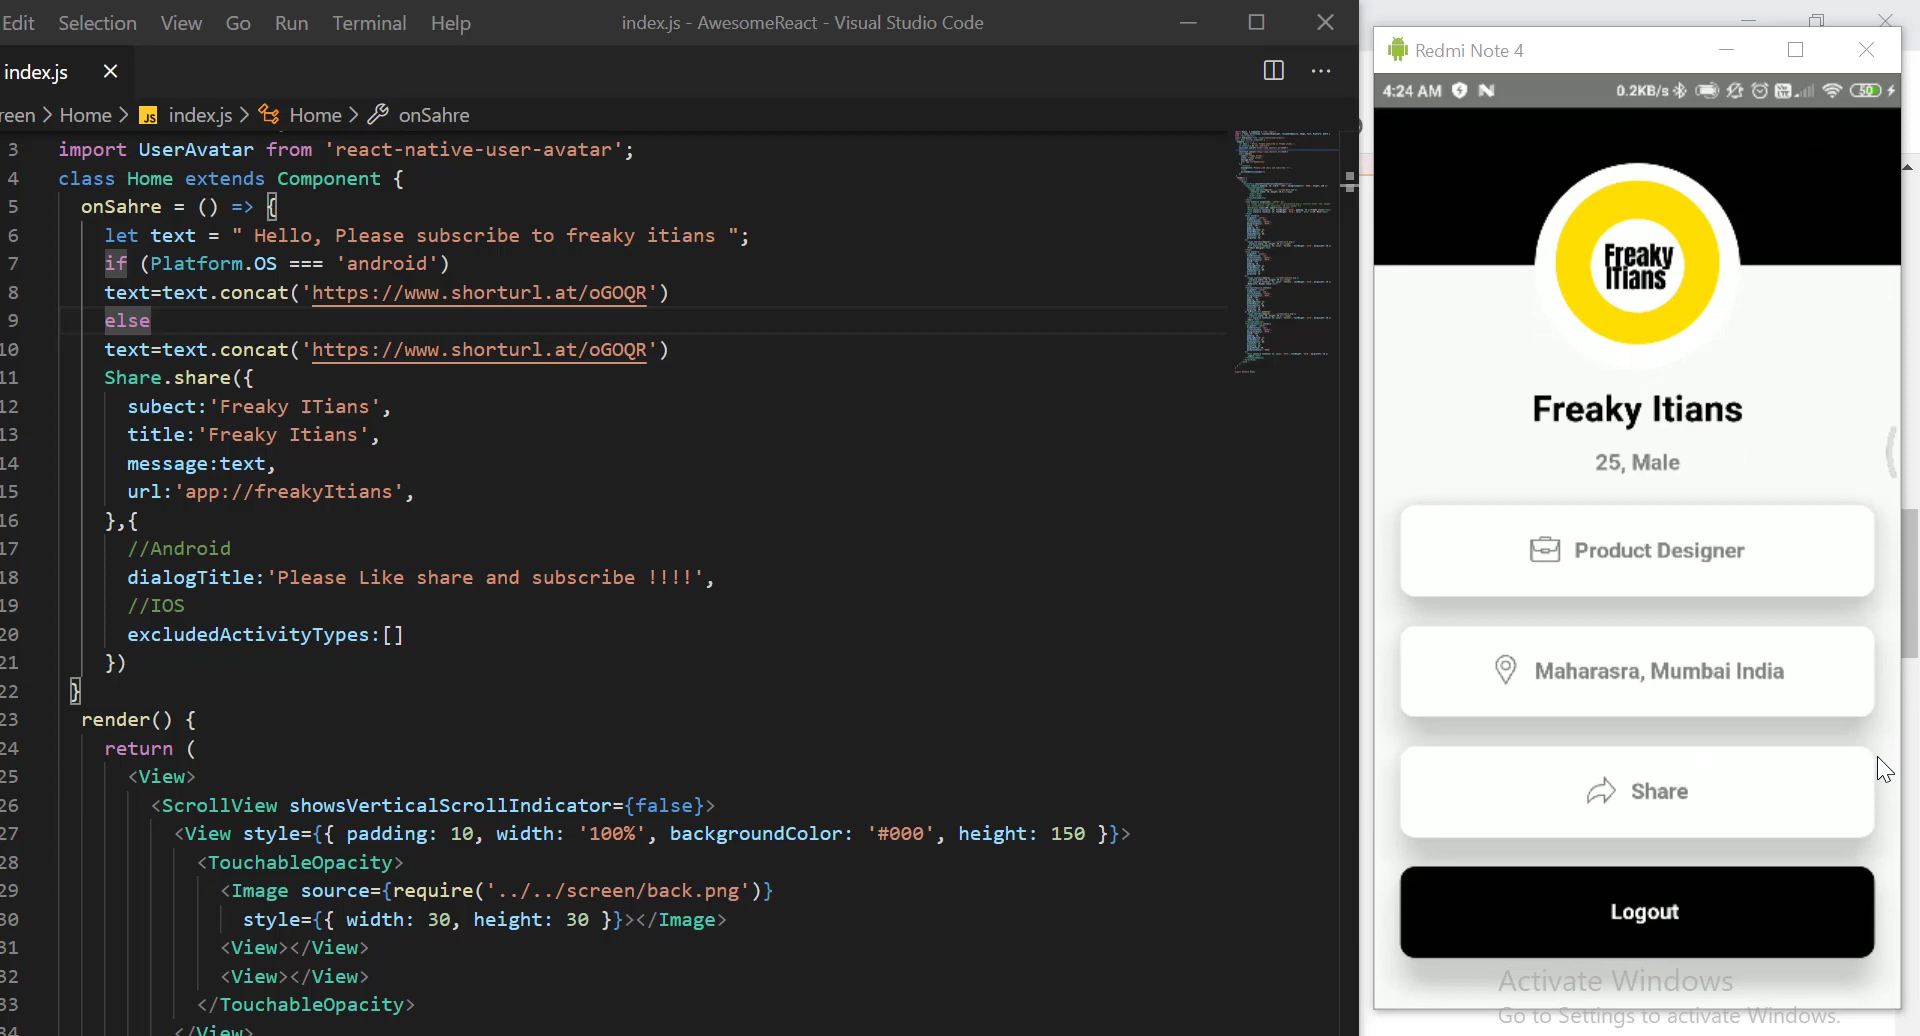 Edit Selection View Go Run Terminal Help index.js - AwesomeReact - Visual Studio Code
index.js
reen > Home > JS index.js > Home > onSahre
3 import UserAvatar from 'react-native-user-avatar';
4 class Home extends Component {
5 onSahre = () => {
6 let text = " Hello, Please subscribe to freaky itians ";
7 if (Platform.OS === 'android')
8 text=text.concat('https://www.shorturl.at/oGOQR')
9 else
10 text=text.concat('https://www.shorturl.at/oGOQR')
11 Share.share({
12 subect:'Freaky ITians',
13 title:'Freaky Itians',
14 message:text,
15 url:'app://freakyItians',
16 },{
17 //Android
18 dialogTitle:'Please Like share and subscribe !!!!',
19 //IOS
20 excludedActivityTypes:[]
21 })
22 }
23 render() {
24 return (
25 <View>
26 <ScrollView showsVerticalScrollIndicator={false}>
27 <View style={{ padding: 10, width: '100%', backgroundColor: '#000', height: 150 }}>
28 <TouchableOpacity>
29 <Image source={require('../../screen/back.png')}
30 style={{ width: 30, height: 30 }}></Image>
31 <View></View>
32 <View></View>
33 </TouchableOpacity>
34 </View>
Redmi Note 4
4:24 AM 0.2KB/s 50
Freaky
ITians
Freaky Itians
25, Male
Product Designer
Maharasra, Mumbai India
Share
Logout
Activate Windows
Go to Settings to activate Windows.